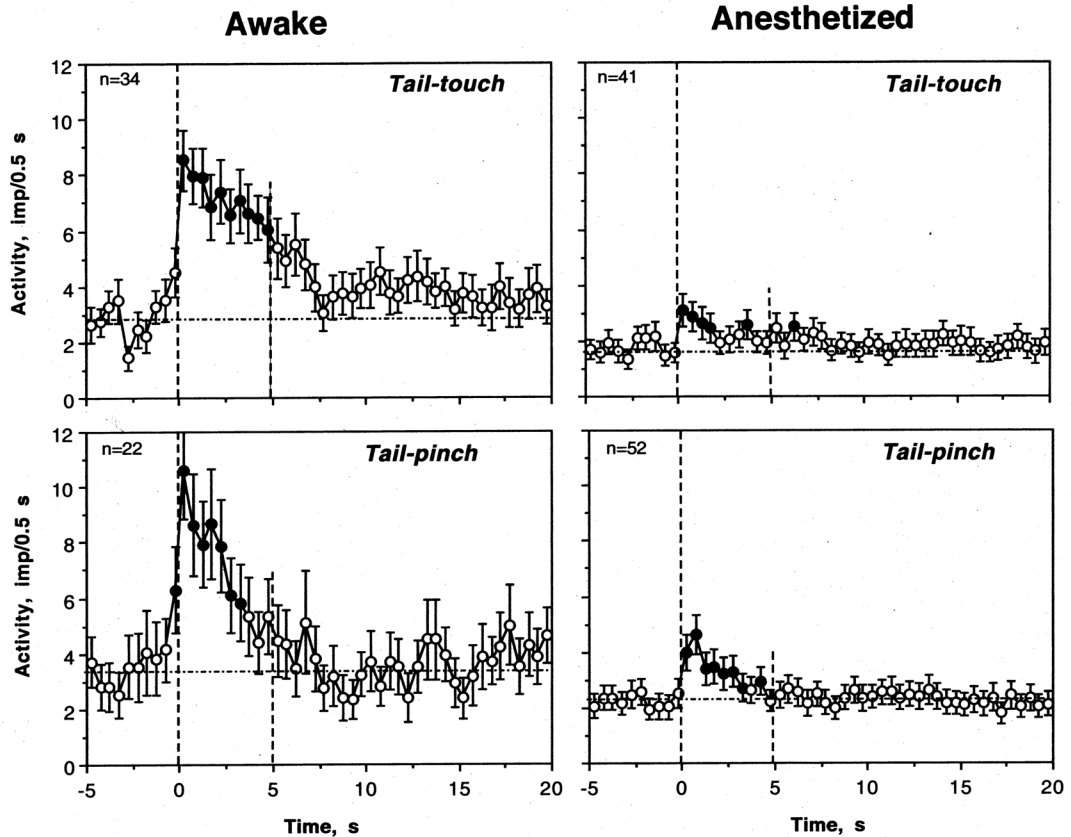 Awake
Anesthetized
Activity, imp/0.5 s
12
10
8
6
4
2
0
n=34
Tail-touch
n=41
Tail-touch
Activity, imp/0.5 s
12
10
8
6
4
2
0
n=22
Tail-pinch
n=52
Tail-pinch
-5
0
5
10
15
20
-5
0
5
10
15
20
Time, s
Time, s